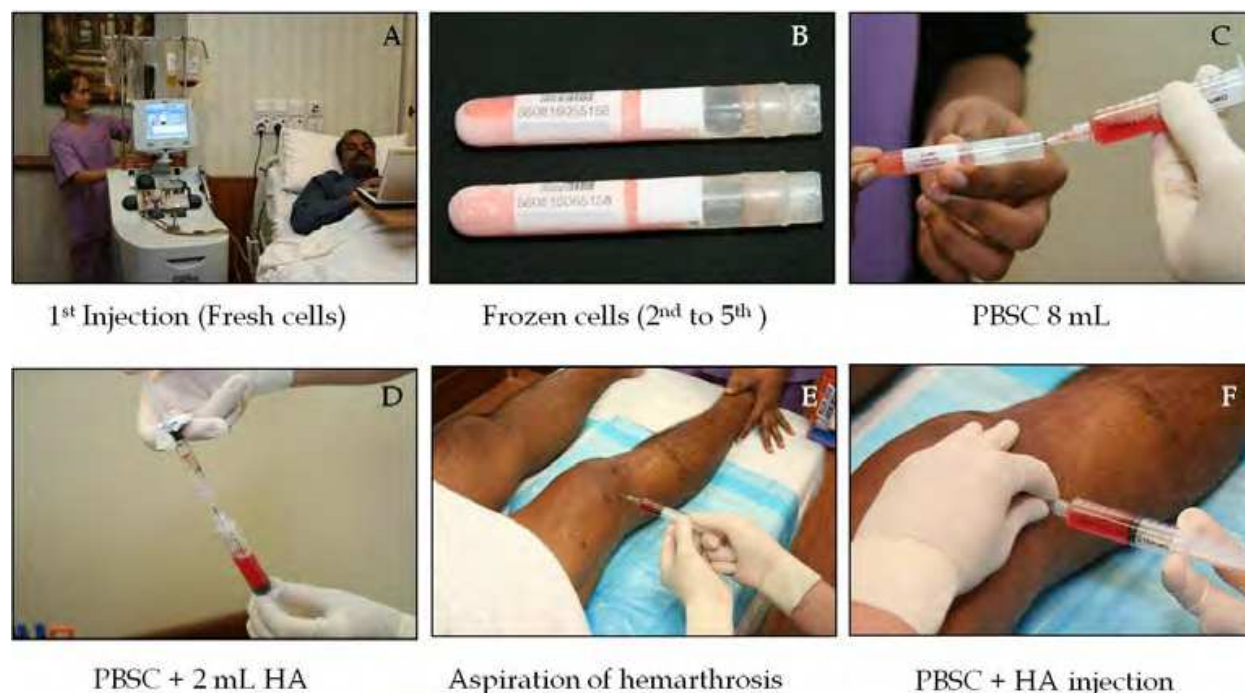 A
B
C
1st Injection (Fresh cells)
Frozen cells (2nd to 5th )
PBSC 8 mL
D
E
F
PBSC + 2 mL HA
Aspiration of hemarthrosis
PBSC + HA injection